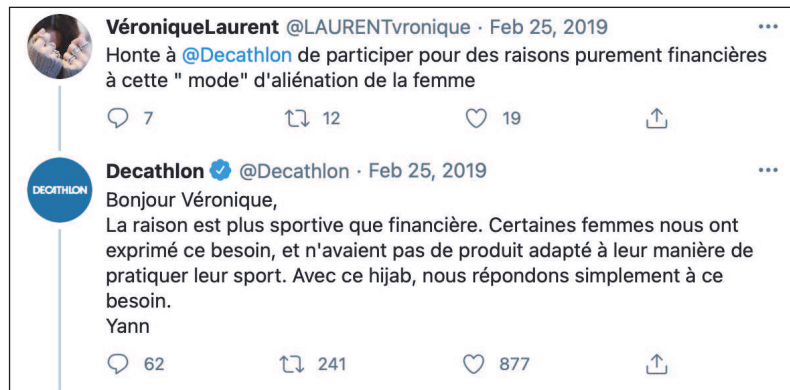 VéroniqueLaurent @LAURENTvronique · Feb 25, 2019 ···
Honte à @Decathlon de participer pour des raisons purement financières
à cette " mode" d'aliénation de la femme
7 12 19
DECATHLON
Decathlon @Decathlon · Feb 25, 2019 ···
Bonjour Véronique,
La raison est plus sportive que financière. Certaines femmes nous ont
exprimé ce besoin, et n'avaient pas de produit adapté à leur manière de
pratiquer leur sport. Avec ce hijab, nous répondons simplement à ce
besoin.
Yann
62 241 877